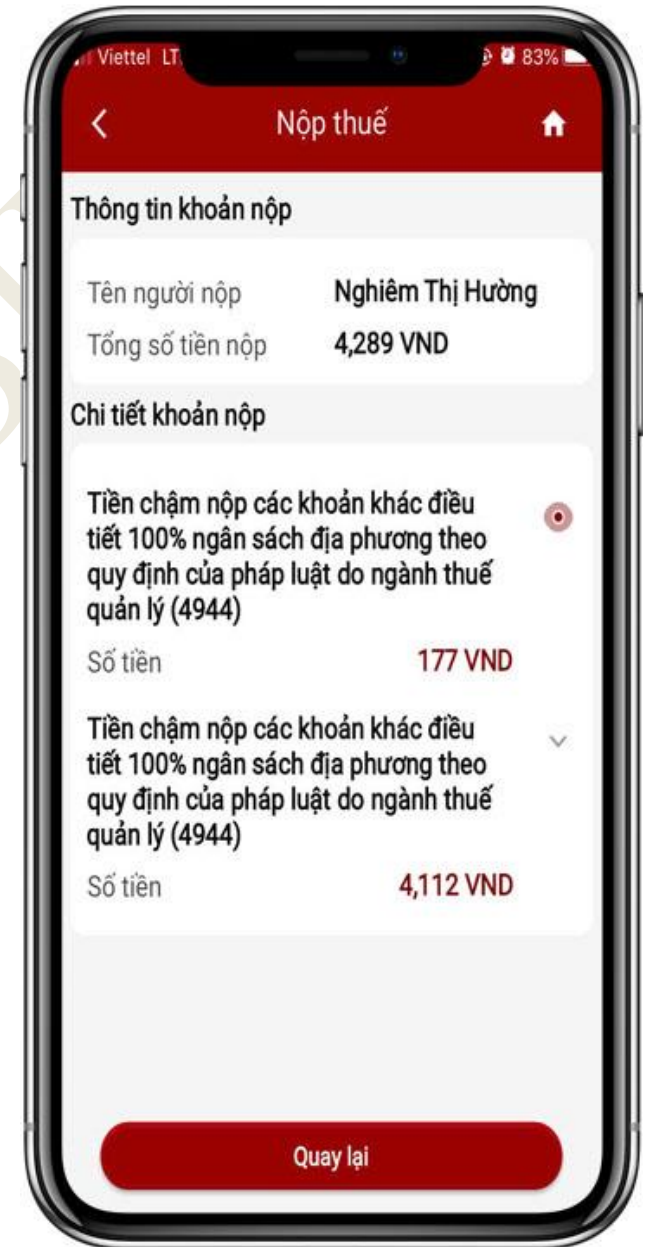 Viettel LT
83%
Nộp thuế
Thông tin khoản nộp
Tên người nộp Nghiêm Thị Hường
Tổng số tiền nộp 4,289 VND
Chi tiết khoản nộp
Tiền chậm nộp các khoản khác điều
tiết 100% ngân sách địa phương theo
quy định của pháp luật do ngành thuế
quản lý (4944)
Số tiền 177 VND
Tiền chậm nộp các khoản khác điều
tiết 100% ngân sách địa phương theo
quy định của pháp luật do ngành thuế
quản lý (4944)
Số tiền 4,112 VND
Quay lại